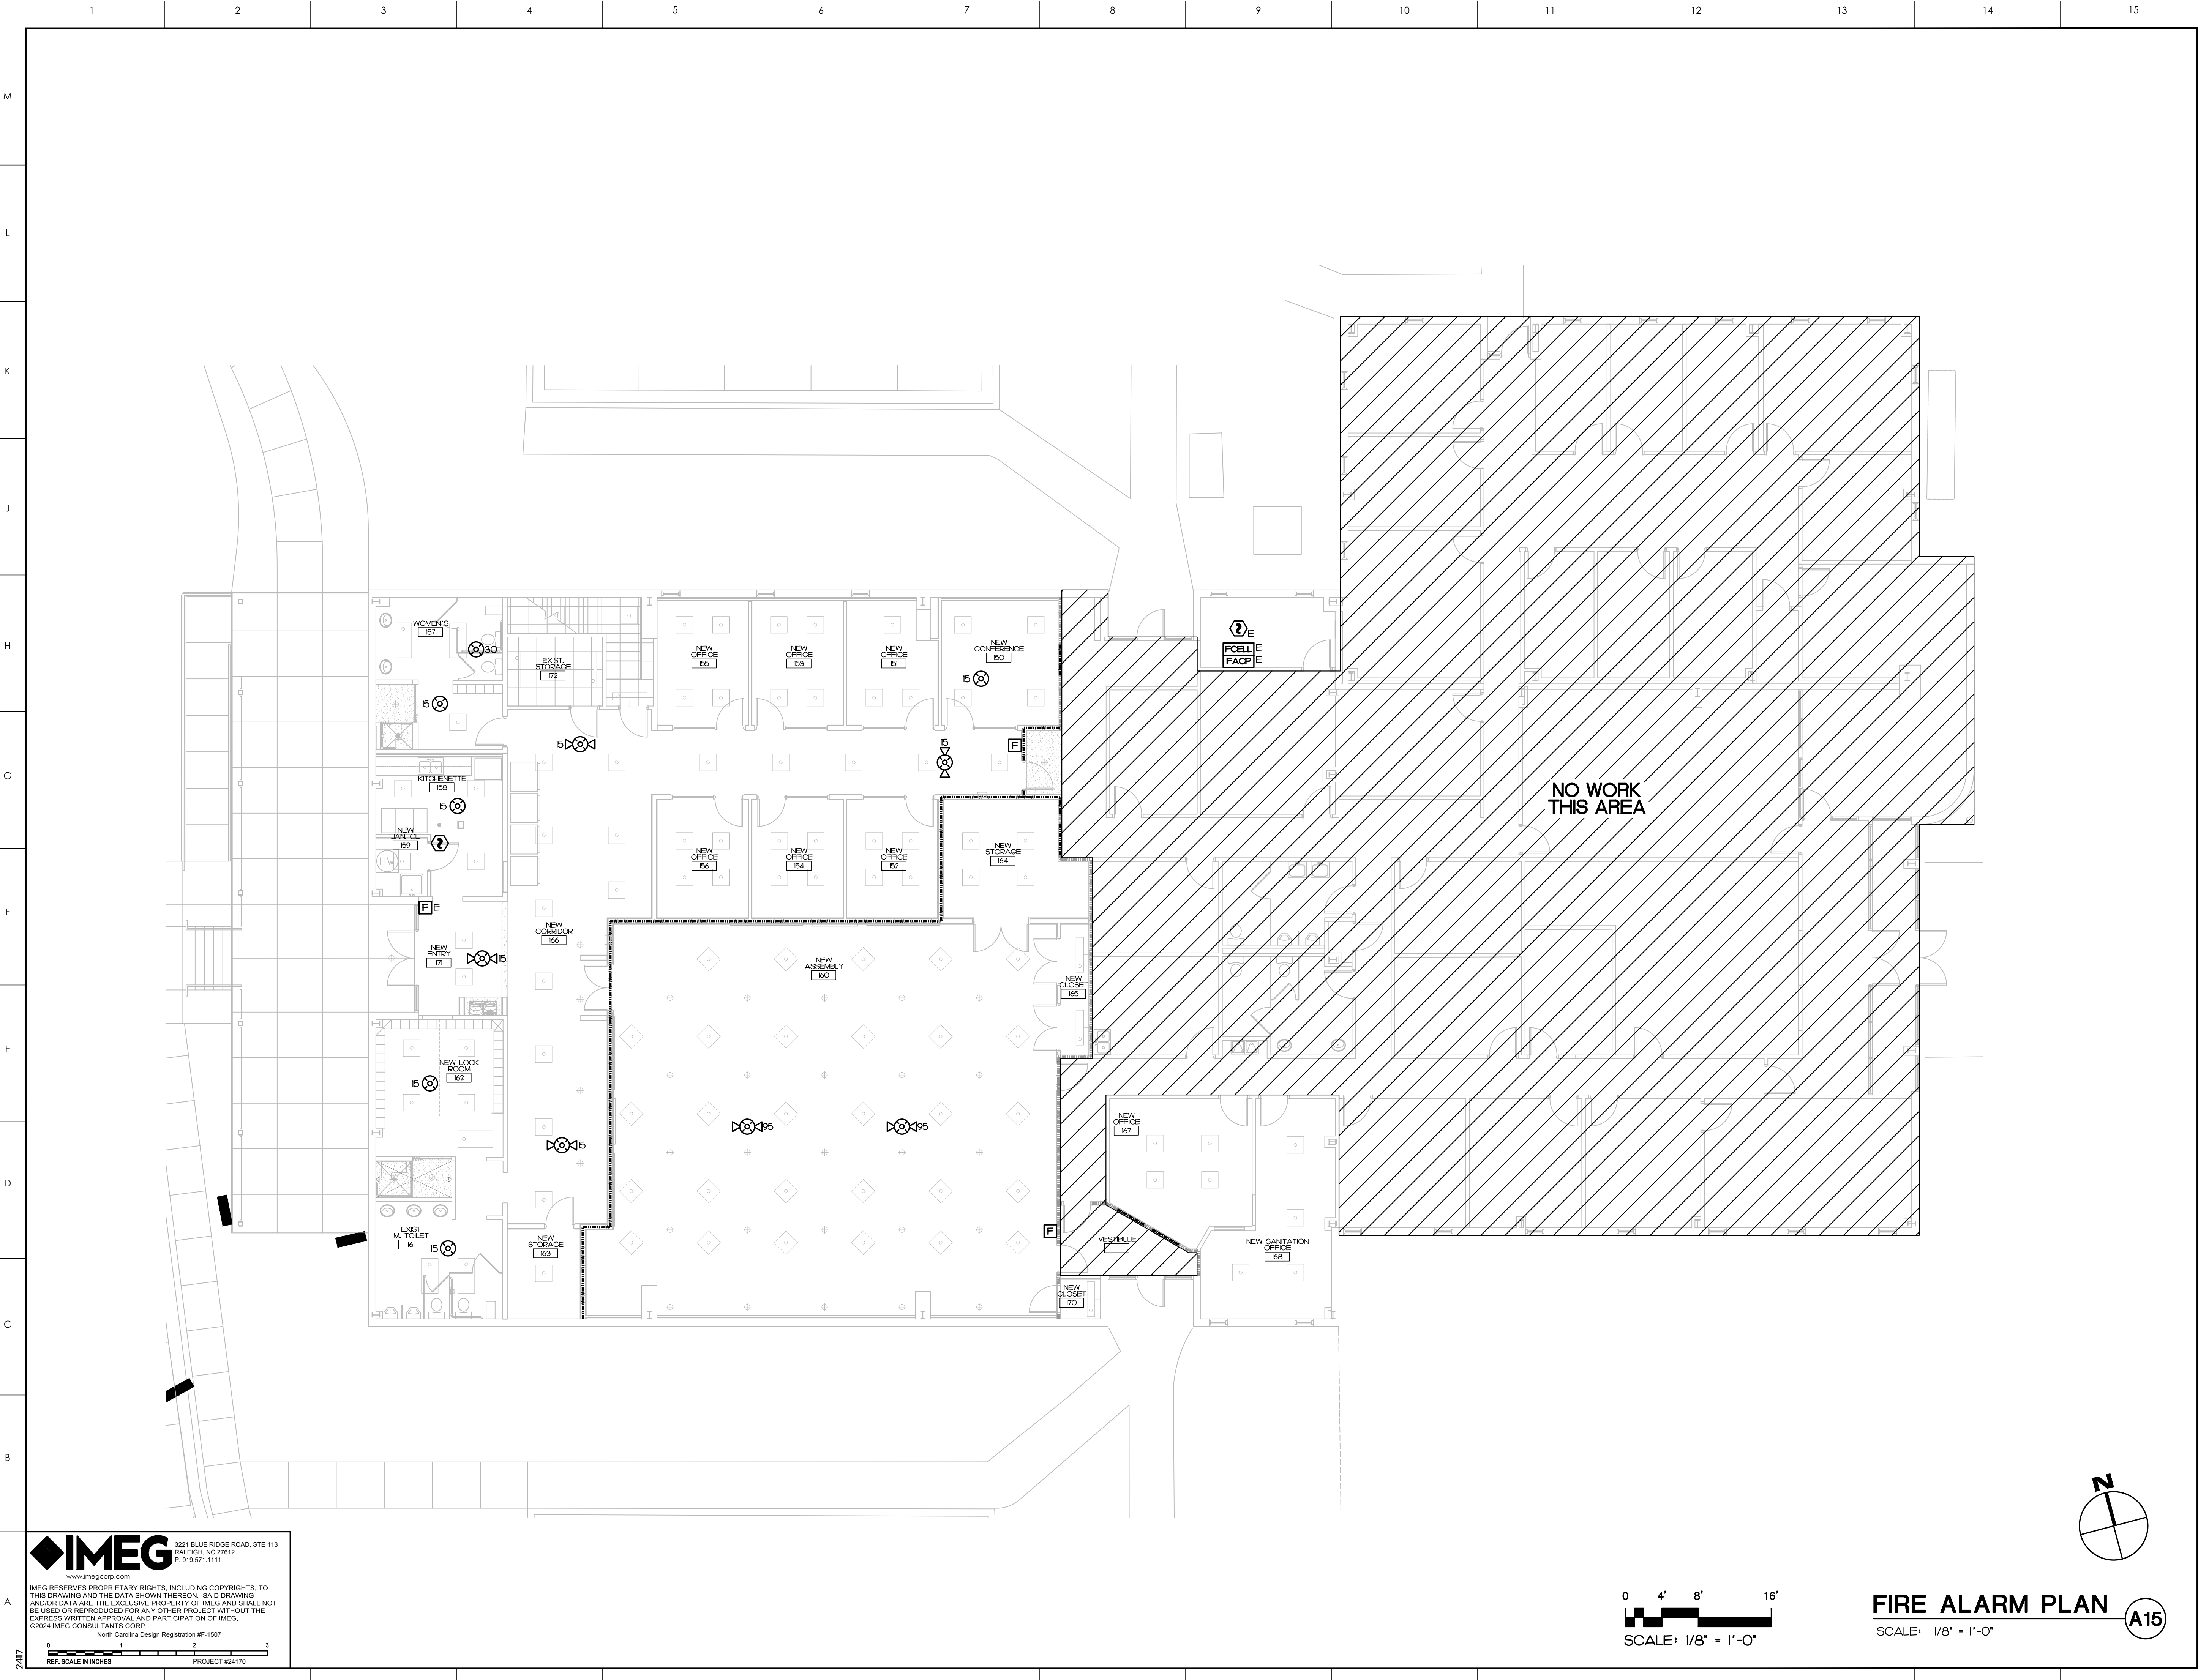 1 2 3 4 5 6 7 8 9 10 11 12 13 14 15
M
L
K
J
H
G
F
E
D
C
B
A
WOMEN'S
157
30
15
EXIST.
STORAGE
172
NEW
OFFICE
155
NEW
OFFICE
153
NEW
OFFICE
151
NEW
CONFERENCE
150
15
E
FCELL E
FACP E
15
15
F
KITCHENETTE
158
15
NEW
JAN. CL.
159
HW
NEW
OFFICE
156
NEW
OFFICE
154
NEW
OFFICE
152
NEW
STORAGE
164
NO WORK
THIS AREA
F E
NEW
ENTRY
171
15
NEW
CORRIDOR
166
NEW
ASSEMBLY
160
NEW
CLOSET
165
NEW LOCK
ROOM
162
15
15
95
95
NEW
OFFICE
167
EXIST
M. TOILET
161
15
NEW
STORAGE
163
F
VESTIBULE
NEW SANITATION
OFFICE
168
NEW
CLOSET
170
N
IMEG
www.imegcorp.com
3221 BLUE RIDGE ROAD, STE 113
RALEIGH, NC 27612
P: 919.571.1111
IMEG RESERVES PROPRIETARY RIGHTS, INCLUDING COPYRIGHTS, TO
THIS DRAWING AND THE DATA SHOWN THEREON. SAID DRAWING
AND/OR DATA ARE THE EXCLUSIVE PROPERTY OF IMEG AND SHALL NOT
BE USED OR REPRODUCED FOR ANY OTHER PROJECT WITHOUT THE
EXPRESS WRITTEN APPROVAL AND PARTICIPATION OF IMEG.
©2024 IMEG CONSULTANTS CORP.
North Carolina Design Registration #F-1507
0 1 2 3
REF. SCALE IN INCHES PROJECT #24170
24117
0 4' 8' 16'
SCALE: 1/8" = 1'-0"
FIRE ALARM PLAN A15
SCALE: 1/8" = 1'-0"